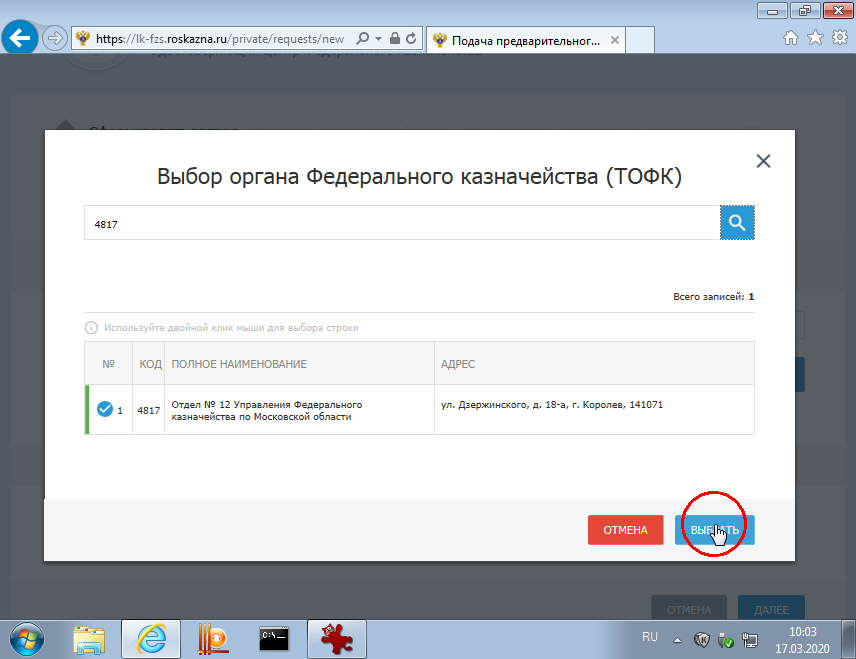 https://lk-fzs.roskazna.ru/private/requests/new
Подача предварительног...
Выбор органа Федерального казначейства (ТОФК)
4817
Всего записей: 1
Используйте двойной клик мыши для выбора строки
№ КОД ПОЛНОЕ НАИМЕНОВАНИЕ АДРЕС
1 4817 Отдел № 12 Управления Федерального казначейства по Московской области ул. Дзержинского, д. 18-а, г. Королев, 141071
ОТМЕНА ВЫБРАТЬ
ОТМЕНА ДАЛЕЕ
RU
10:03
17.03.2020